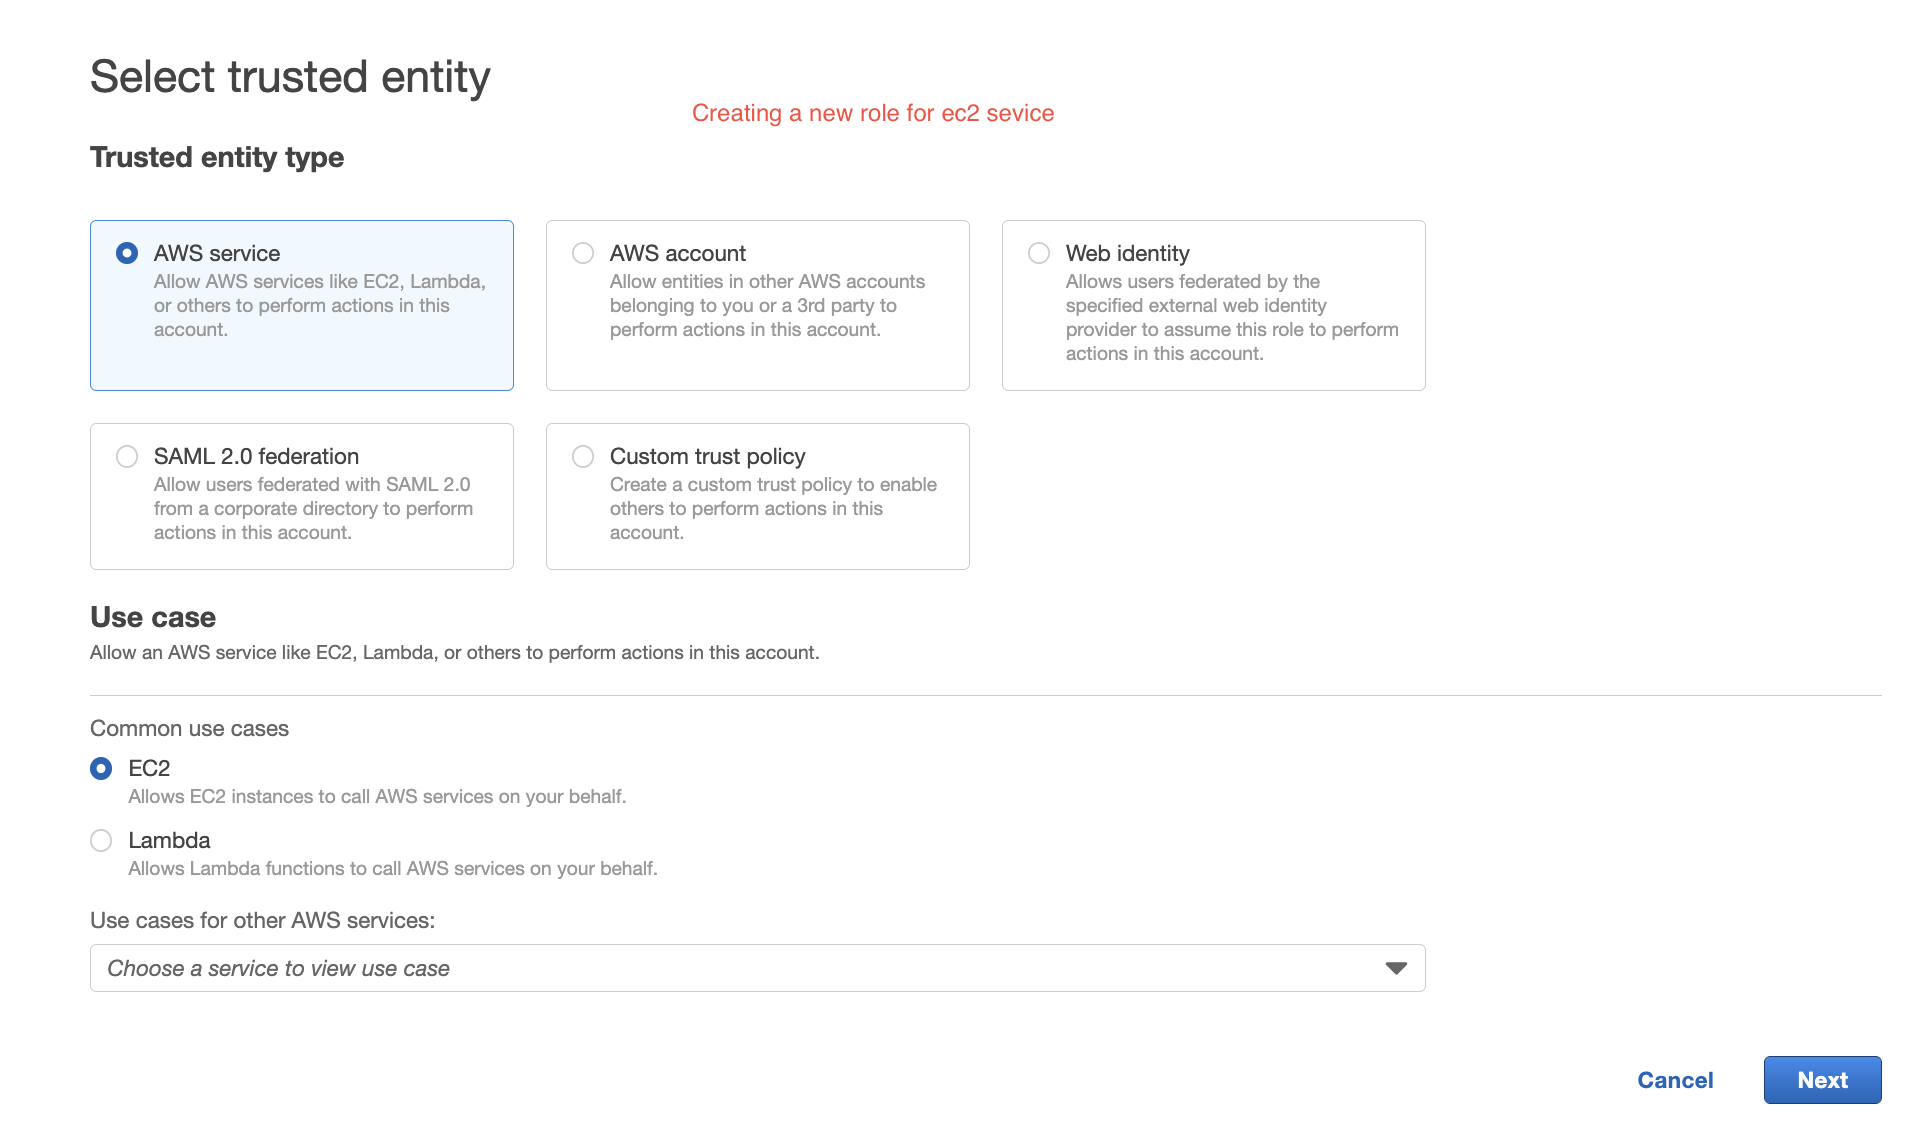 Select trusted entity
Creating a new role for ec2 sevice
Trusted entity type
AWS service
Allow AWS services like EC2, Lambda,
or others to perform actions in this
account.
AWS account
Allow entities in other AWS accounts
belonging to you or a 3rd party to
perform actions in this account.
Web identity
Allows users federated by the
specified external web identity
provider to assume this role to perform
actions in this account.
SAML 2.0 federation
Allow users federated with SAML 2.0
from a corporate directory to perform
actions in this account.
Custom trust policy
Create a custom trust policy to enable
others to perform actions in this
account.
Use case
Allow an AWS service like EC2, Lambda, or others to perform actions in this account.
Common use cases
EC2
Allows EC2 instances to call AWS services on your behalf.
Lambda
Allows Lambda functions to call AWS services on your behalf.
Use cases for other AWS services:
Choose a service to view use case
Cancel
Next